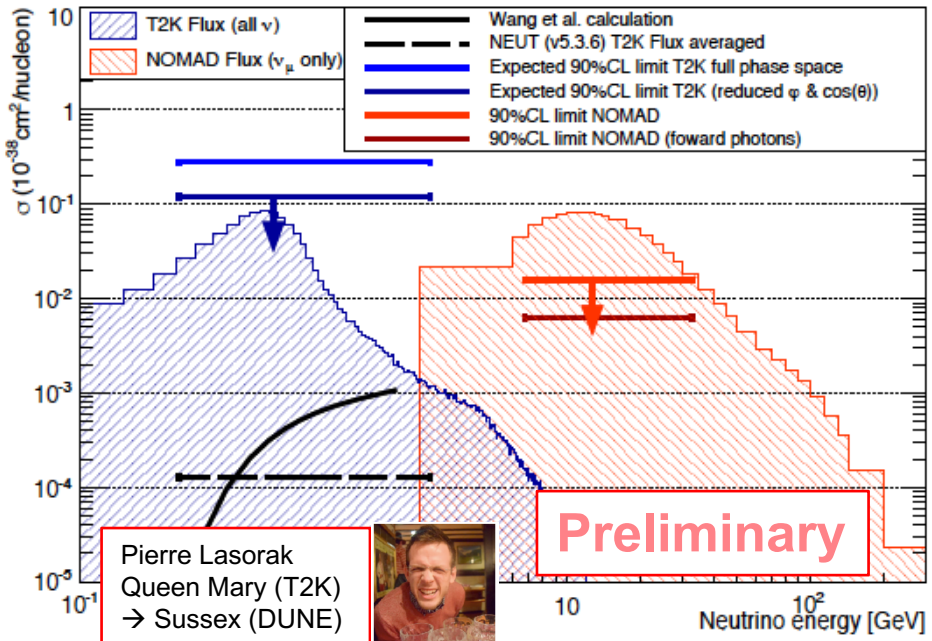 σ (10⁻³⁸cm²/nucleon)
10
1
10⁻¹
10⁻²
10⁻³
10⁻⁴
10⁻⁵
T2K Flux (all ν)
NOMAD Flux (νμ only)
Wang et al. calculation
NEUT (v5.3.6) T2K Flux averaged
Expected 90%CL limit T2K full phase space
Expected 90%CL limit T2K (reduced φ & cos(θ))
90%CL limit NOMAD
90%CL limit NOMAD (foward photons)
Preliminary
Pierre Lasorak
Queen Mary (T2K)
→ Sussex (DUNE)
10⁻¹
10
10²
Neutrino energy [GeV]